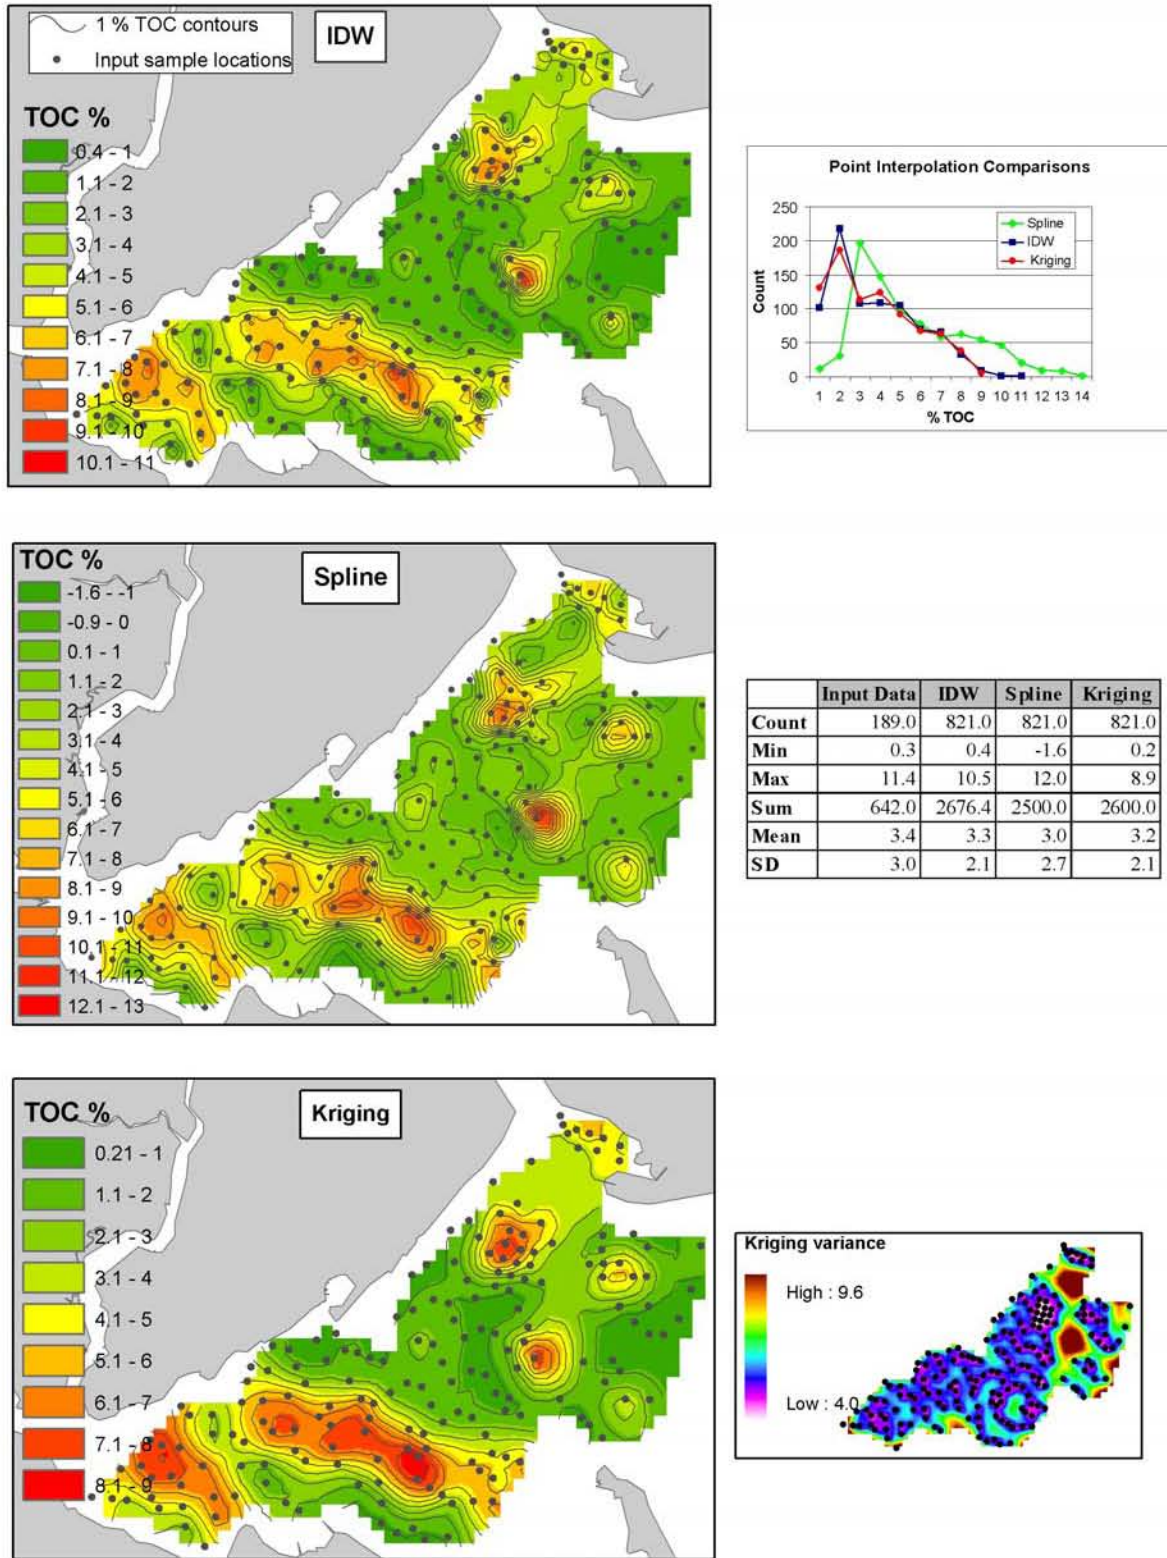 1 % TOC contours
Input sample locations
IDW
TOC %
0.4 - 1
1.1 - 2
2.1 - 3
3.1 - 4
4.1 - 5
5.1 - 6
6.1 - 7
7.1 - 8
8.1 - 9
9.1 - 10
10.1 - 11
Point Interpolation Comparisons
250
200
150
100
50
0
Count
Spline
IDW
Kriging
1 2 3 4 5 6 7 8 9 10 11 12 13 14
% TOC
Spline
TOC %
-1.6 - -1
-0.9 - 0
0.1 - 1
1.1 - 2
2.1 - 3
3.1 - 4
4.1 - 5
5.1 - 6
6.1 - 7
7.1 - 8
8.1 - 9
9.1 - 10
10.1 - 11
11.1 - 12
12.1 - 13
Input Data IDW Spline Kriging
Count 189.0 821.0 821.0 821.0
Min 0.3 0.4 -1.6 0.2
Max 11.4 10.5 12.0 8.9
Sum 642.0 2676.4 2500.0 2600.0
Mean 3.4 3.3 3.0 3.2
SD 3.0 2.1 2.7 2.1
Kriging
TOC %
0.21 - 1
1.1 - 2
2.1 - 3
3.1 - 4
4.1 - 5
5.1 - 6
6.1 - 7
7.1 - 8
8.1 - 9
Kriging variance
High : 9.6
Low : 4.0